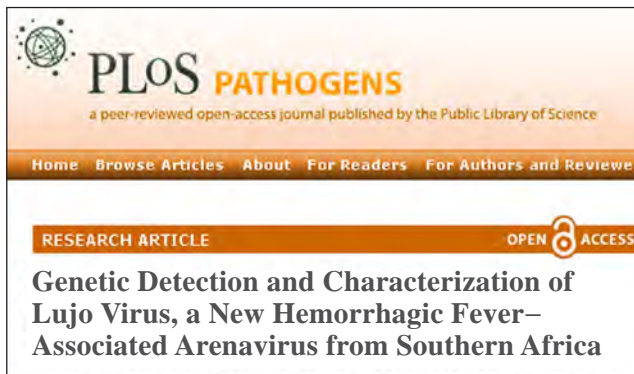 PLoS PATHOGENS
a peer-reviewed open-access journal published by the Public Library of Science
Home Browse Articles About For Readers For Authors and Reviewe
RESEARCH ARTICLE OPEN ACCESS
Genetic Detection and Characterization of
Lujo Virus, a New Hemorrhagic Fever–
Associated Arenavirus from Southern Africa